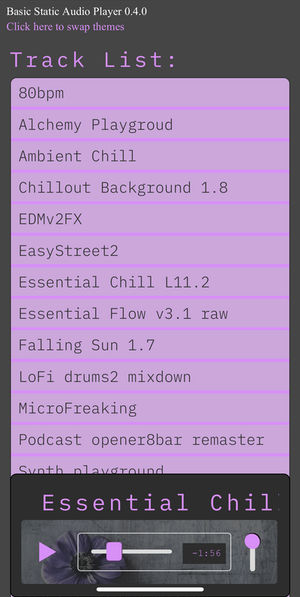 Basic Static Audio Player 0.4.0
Click here to swap themes
Track List:
80bpm
Alchemy Playgroud
Ambient Chill
Chillout Background 1.8
EDMv2FX
EasyStreet2
Essential Chill L11.2
Essential Flow v3.1 raw
Falling Sun 1.7
LoFi drums2 mixdown
MicroFreaking
Podcast opener8bar remaster
Synth playground
Essential Chil
-1:56